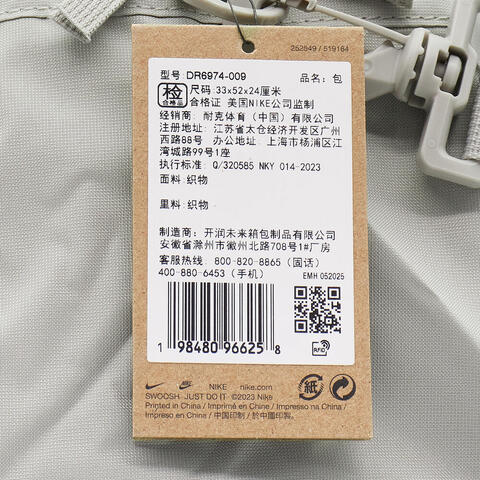 252549 / 519164
型号: DR6974-009
品名: 包
检
合格品
尺码: 33×52×24厘米
合格证 美国NIKE公司监制
经销商: 耐克体育（中国）有限公司
注册地址: 江苏省太仓经济开发区广州
西路88号 办公地址: 上海市杨浦区江
湾城路99号1座
执行标准: Q/320585 NKY 014-2023
面料: 织物
里料: 织物
制造商: 开润未来箱包制品有限公司
安徽省滁州市徽州北路708号1#厂房
客服热线: 800-820-8865（固话）
400-880-6453（手机）
EMH 052025
1 98480 96625 8
RFID
NIKE
nike.com
紙
SWOOSH JUST DO IT ©2023 Nike
Printed in China / Imprimé en Chine / Impresso na China /
Impreso en China / 中国印制 / 於中國印製。